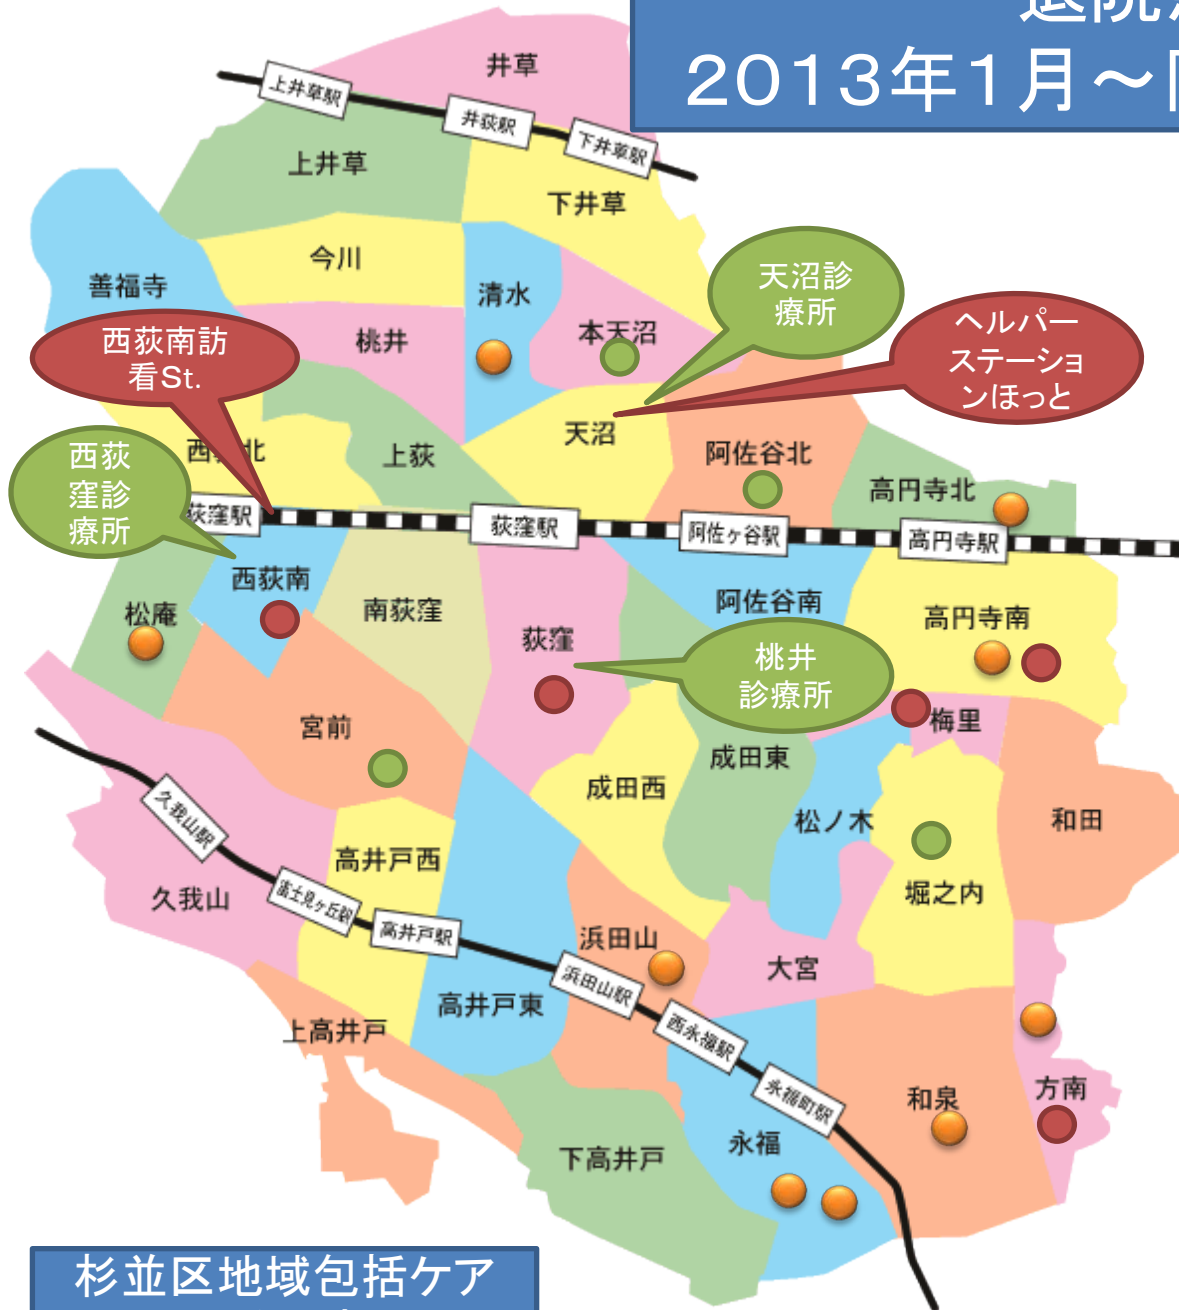 2013年1月～
井草
上井草駅
井荻駅
下井草駅
上井草
下井草
今川
清水
善福寺
天沼診
療所
ヘルパー
ステーショ
ンほっと
西荻南訪
看St.
桃井
本天沼
天沼
上荻
阿佐谷北
西
北
西荻
窪診
療所
高円寺北
荻窪駅
荻窪駅
阿佐ヶ谷駅
高円寺駅
西荻南
松庵
南荻窪
荻窪
阿佐谷南
高円寺南
桃井
診療所
宮前
梅里
成田東
成田西
松ノ木
和田
久我山駅
高井戸西
堀之内
久我山
富士見ヶ丘駅
高井戸駅
浜田山
大宮
浜田山駅
高井戸東
西永福駅
上高井戸
永福町駅
和泉
方南
永福
下高井戸
杉並区地域包括ケア